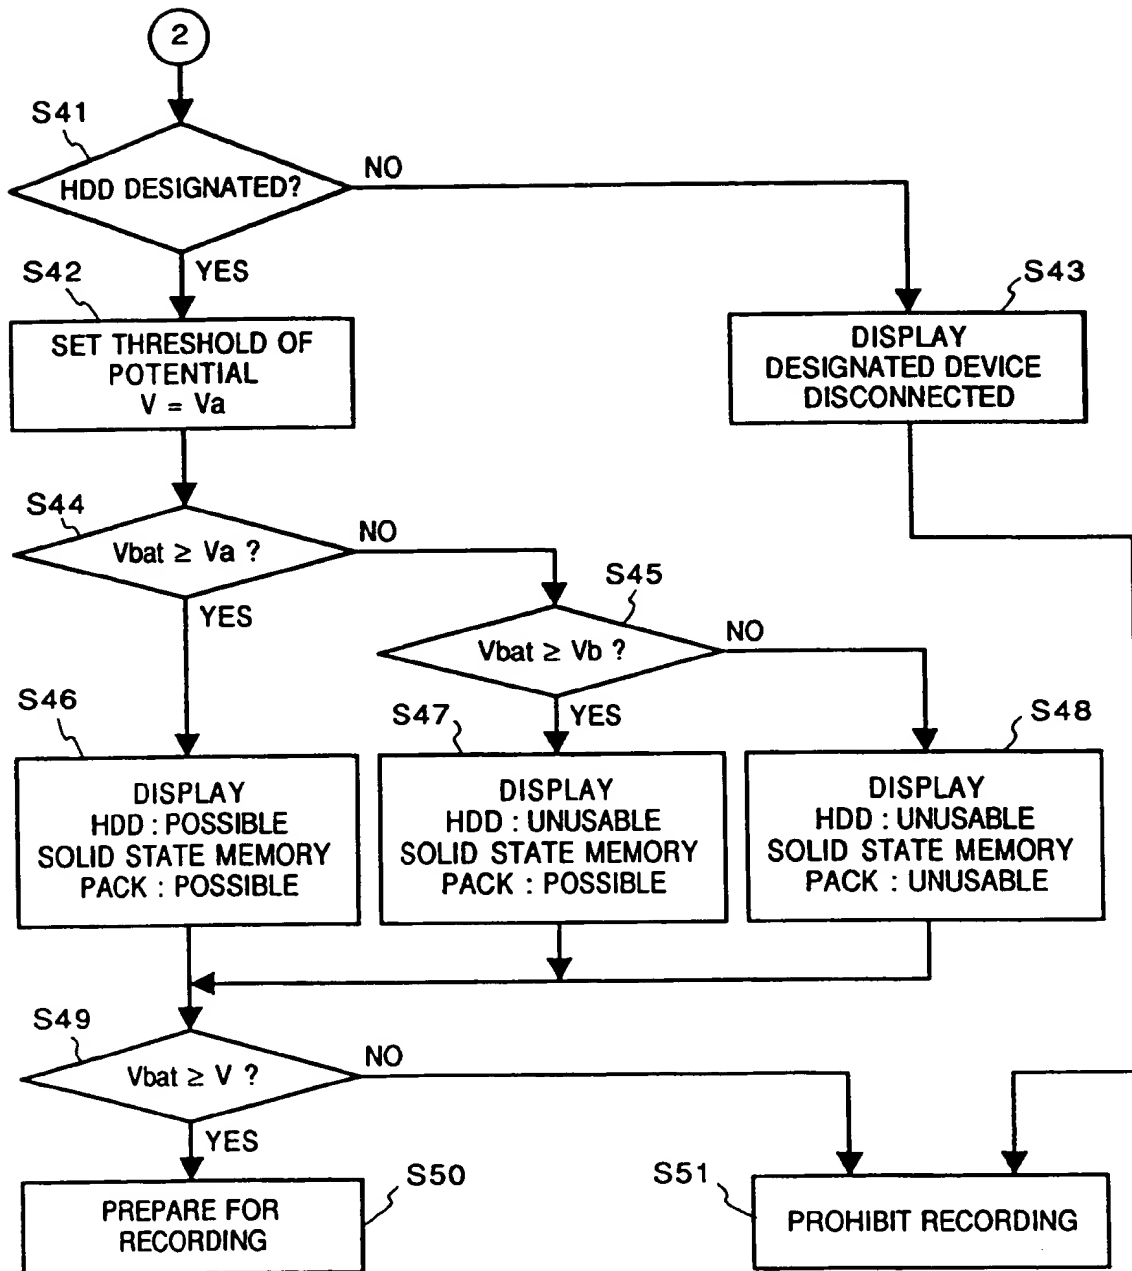 2
S41
HDD DESIGNATED?
NO
YES
S42
SET THRESHOLD OF
POTENTIAL
V = Va
S43
DISPLAY
DESIGNATED DEVICE
DISCONNECTED
S44
Vbat ≥ Va ?
NO
YES
S45
Vbat ≥ Vb ?
NO
YES
S46
DISPLAY
HDD : POSSIBLE
SOLID STATE MEMORY
PACK : POSSIBLE
S47
DISPLAY
HDD : UNUSABLE
SOLID STATE MEMORY
PACK : POSSIBLE
S48
DISPLAY
HDD : UNUSABLE
SOLID STATE MEMORY
PACK : UNUSABLE
S49
Vbat ≥ V ?
NO
YES
S50
PREPARE FOR
RECORDING
S51
PROHIBIT RECORDING